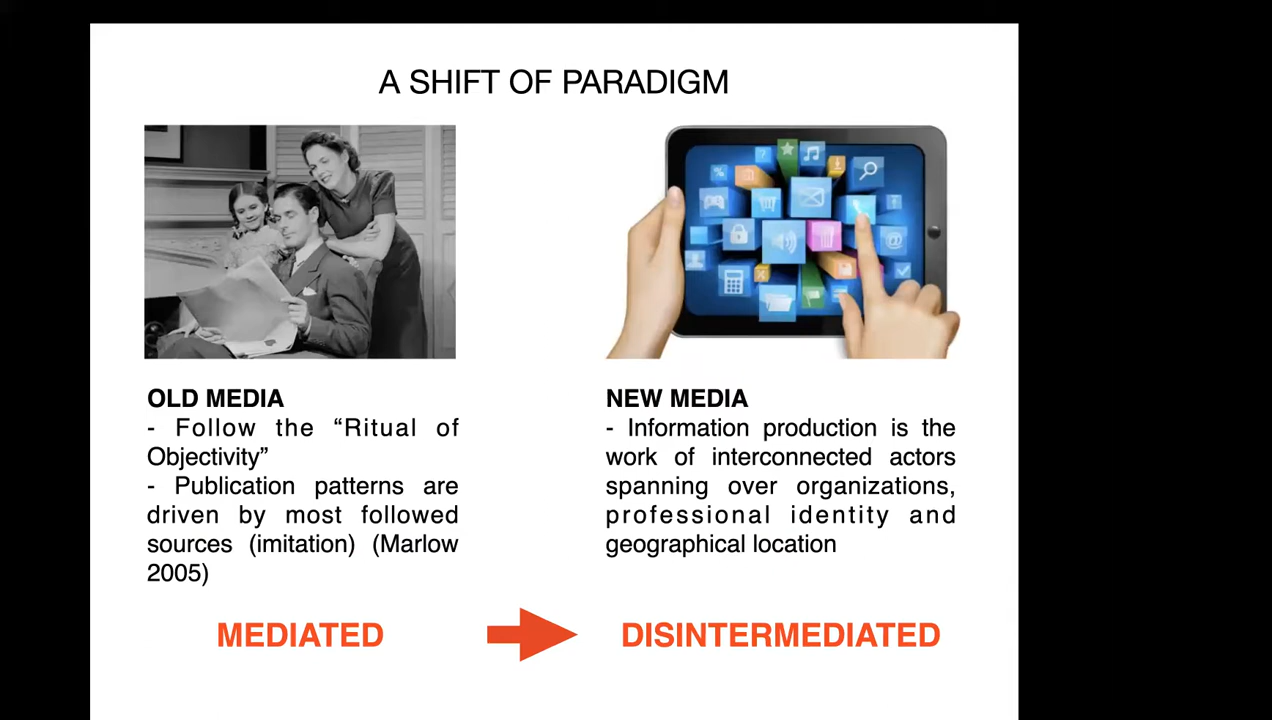 A SHIFT OF PARADIGM
OLD MEDIA
- Follow the “Ritual of
Objectivity”
- Publication patterns are
driven by most followed
sources (imitation) (Marlow
2005)
NEW MEDIA
- Information production is the
work of interconnected actors
spanning over organizations,
professional identity and
geographical location
MEDIATED
DISINTERMEDIATED